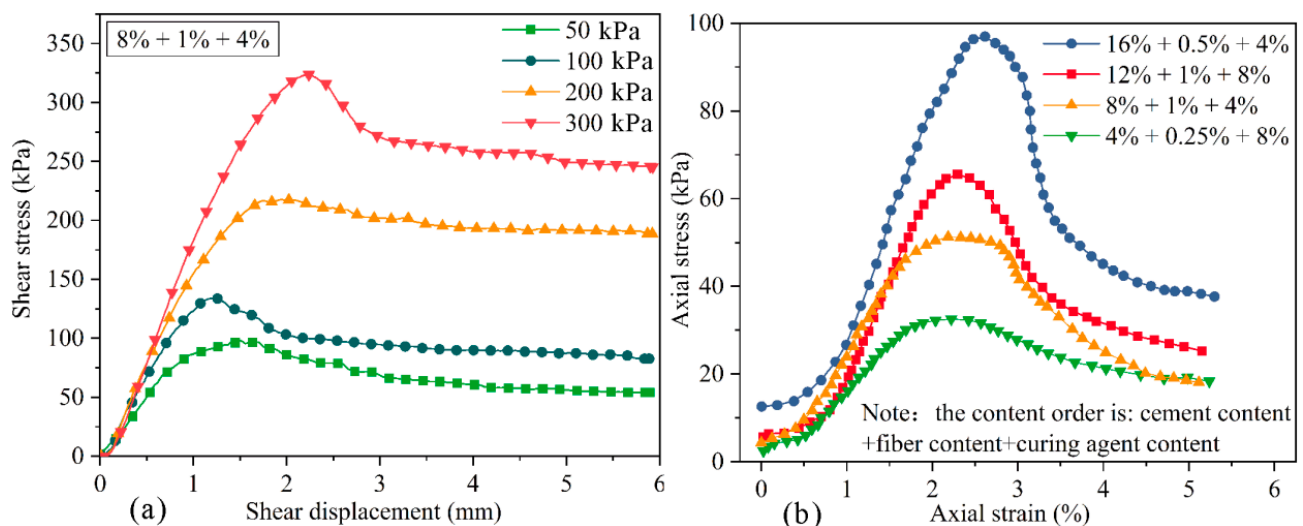 8% + 1% + 4%
50 kPa
100 kPa
200 kPa
300 kPa
Shear stress (kPa)
350
300
250
200
150
100
50
0
0 1 2 3 4 5 6
(a)
Shear displacement (mm)
16% + 0.5% + 4%
12% + 1% + 8%
8% + 1% + 4%
4% + 0.25% + 8%
Axial stress (kPa)
100
80
60
40
20
0
Note: the content order is: cement content
+fiber content+curing agent content
0 1 2 3 4 5 6
(b)
Axial strain (%)